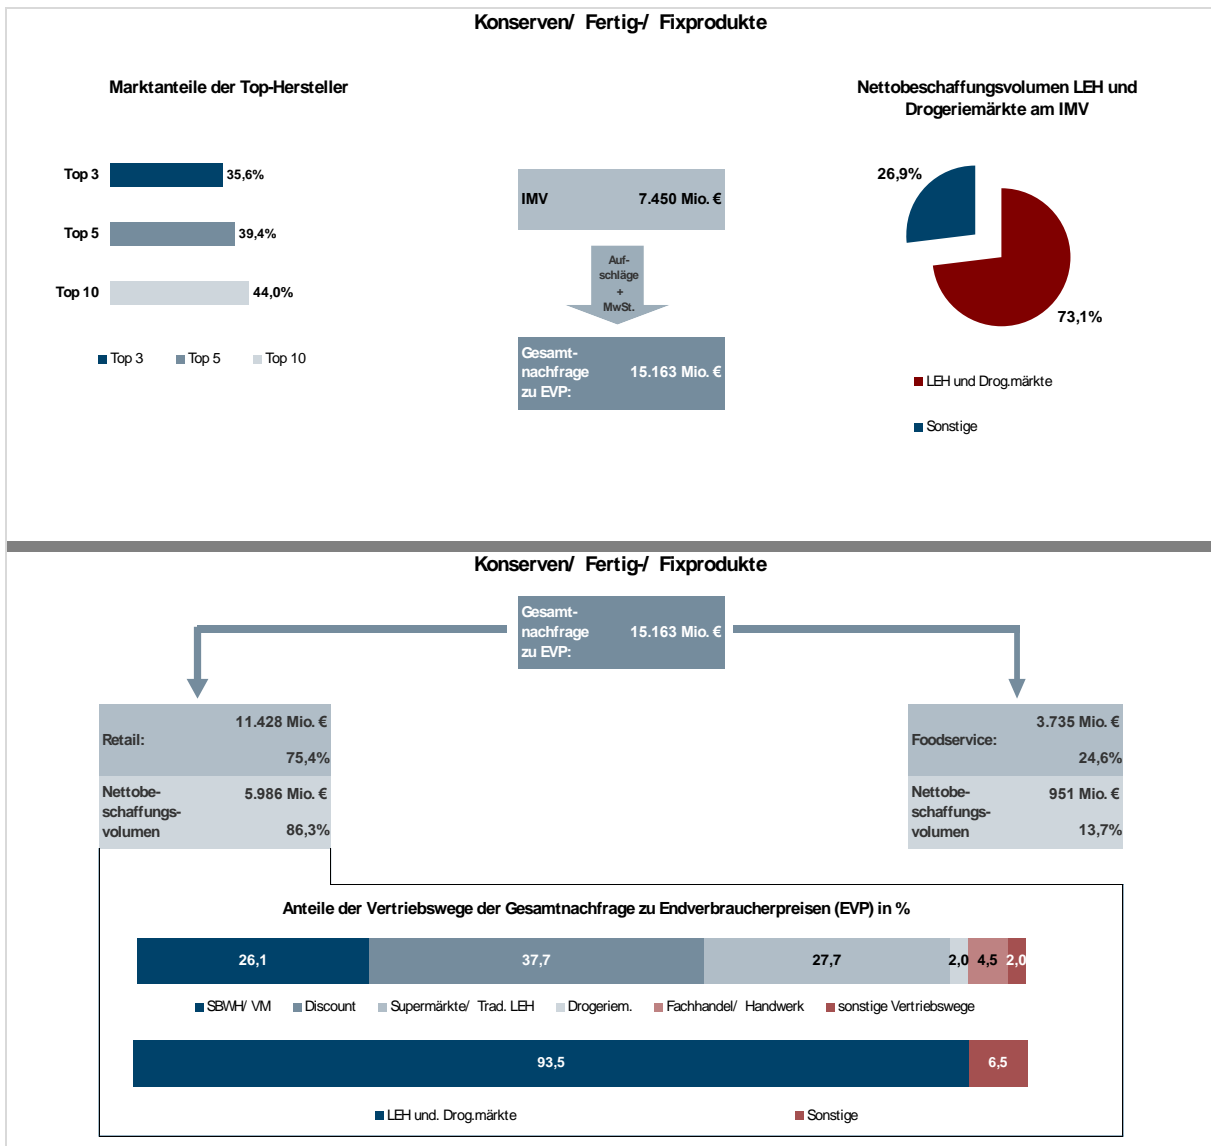 Konserven/ Fertig-/ Fixprodukte
Marktanteile der Top-Hersteller
Top 3
35,6%
Top 5
39,4%
Top 10
44,0%
Top 3
Top 5
Top 10
IMV 7.450 Mio. €
Auf-
schläge
+
MwSt.
Gesamt-
nachfrage 15.163 Mio. €
zu EVP:
Nettobeschaffungsvolumen LEH und
Drogeriemärkte am IMV
26,9%
73,1%
LEH und Drog.märkte
Sonstige
Konserven/ Fertig-/ Fixprodukte
Gesamt-
nachfrage 15.163 Mio. €
zu EVP:
11.428 Mio. €
Retail:
75,4%
Nettobe- 5.986 Mio. €
schaffungs-
volumen 86,3%
3.735 Mio. €
Foodservice:
24,6%
Nettobe- 951 Mio. €
schaffungs-
volumen 13,7%
Anteile der Vertriebswege der Gesamtnachfrage zu Endverbraucherpreisen (EVP) in %
26,1 37,7 27,7 2,0 4,5 2,0
SBWH/ VM Discount Supermärkte/ Trad. LEH Drogeriem. Fachhandel/ Handwerk sonstige Vertriebswege
93,5 6,5
LEH und. Drog.märkte Sonstige